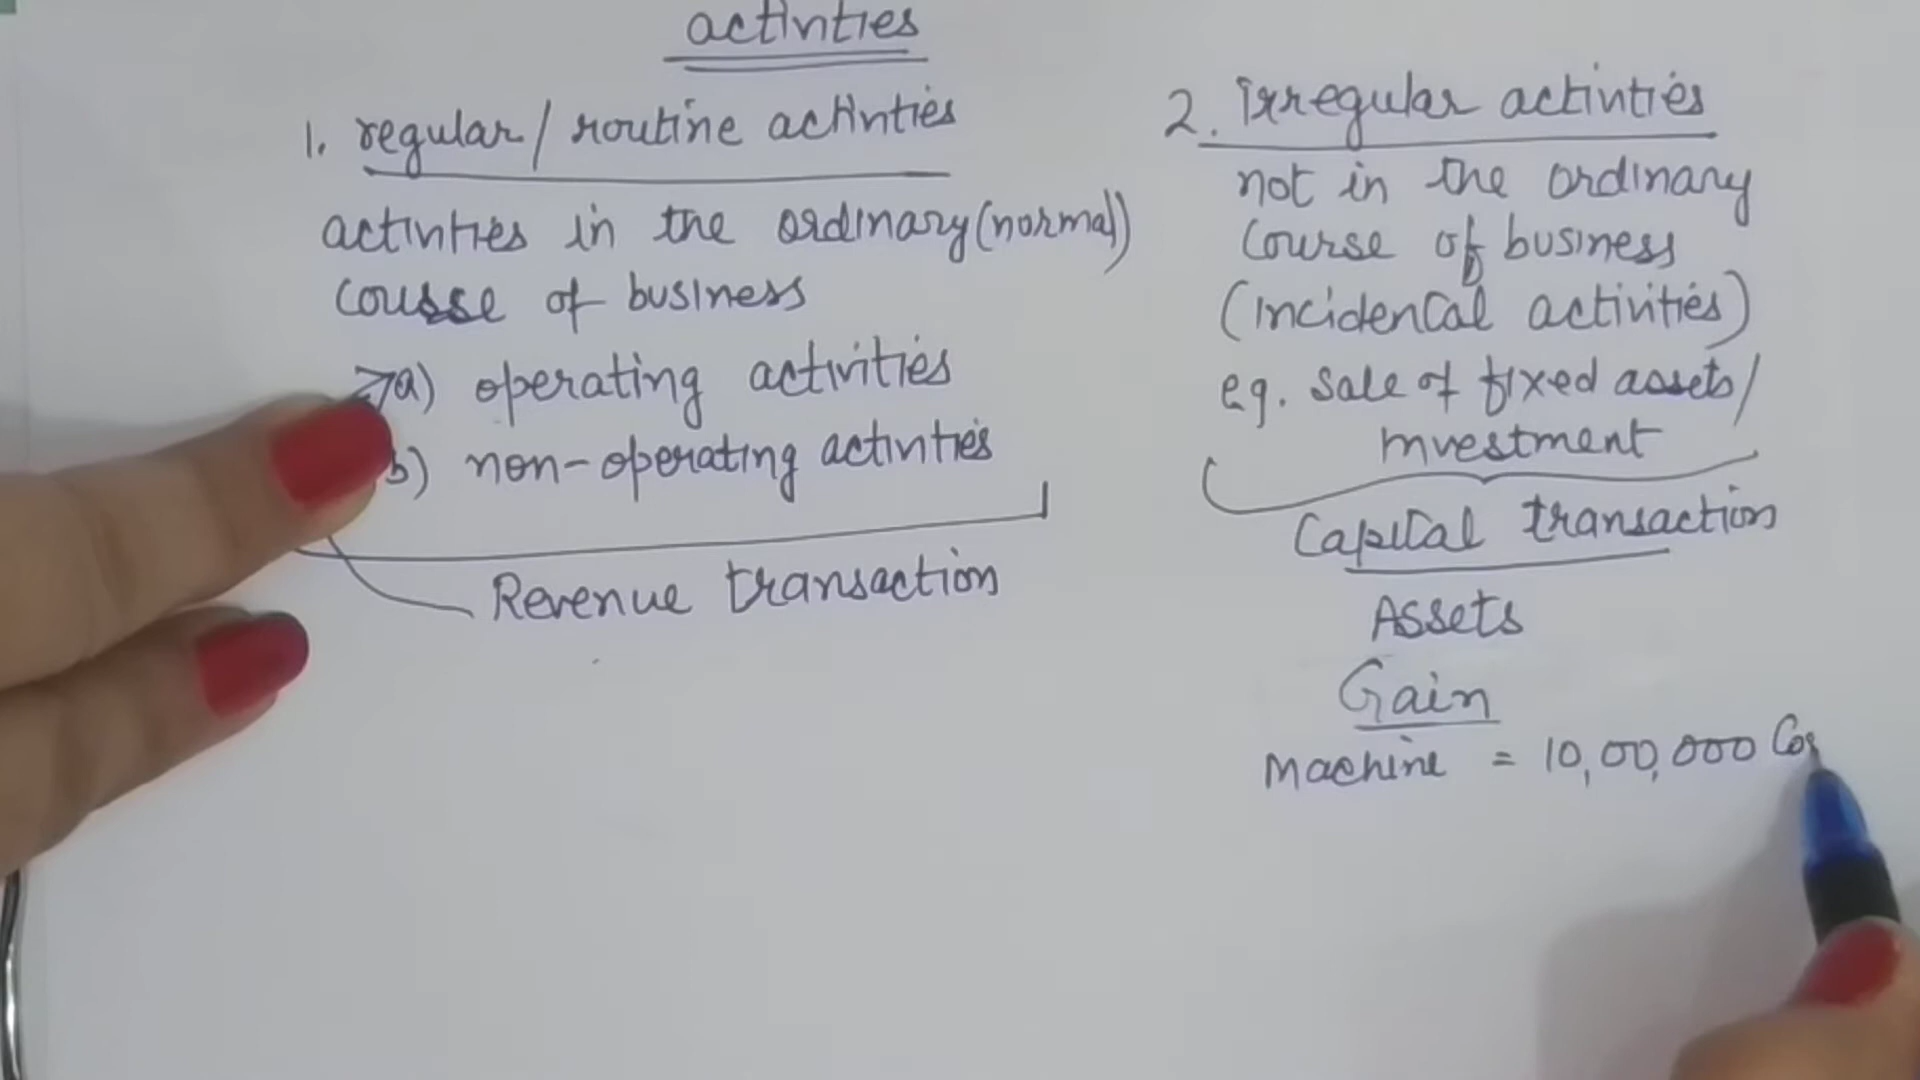 activities
1. regular/routine activities
activities in the ordinary(normal)
course of business
a) operating activities
b) non-operating activities
Revenue transaction
2. irregular activities
not in the ordinary
course of business
(incidental activities)
eg. sale of fixed assets/
investment
Capital transaction
Assets
Gain
Machine = 10,00,000 Cos